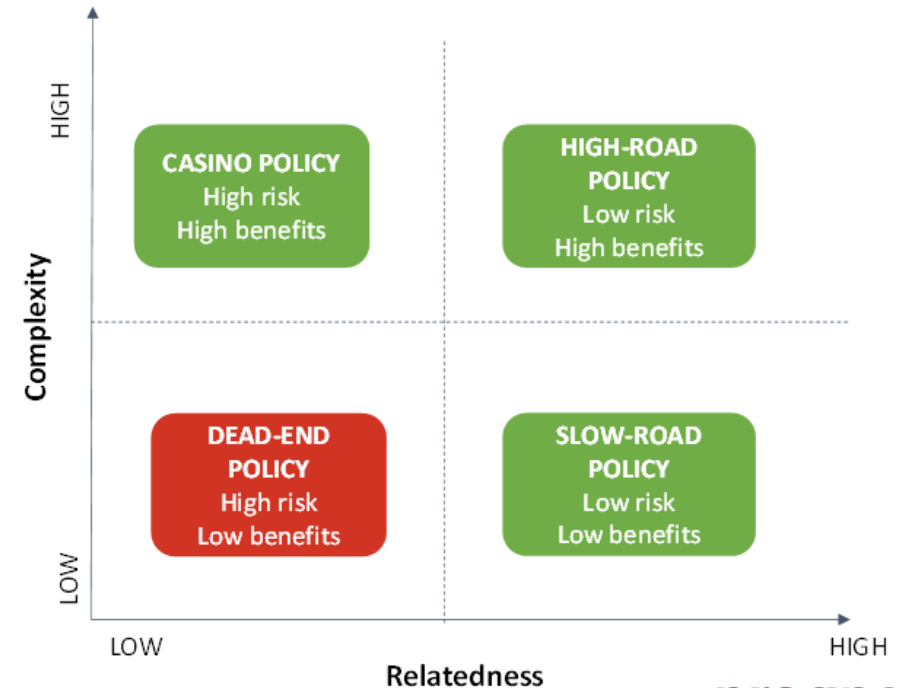 HIGH
CASINO POLICY
High risk
High benefits
HIGH-ROAD
POLICY
Low risk
High benefits
Complexity
DEAD-END
POLICY
High risk
Low benefits
SLOW-ROAD
POLICY
Low risk
Low benefits
LOW
LOW
HIGH
Relatedness